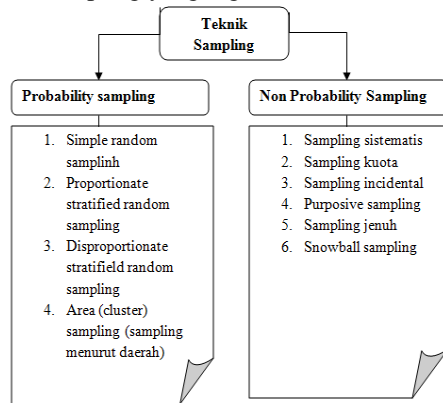 Teknik
Sampling
Probability sampling
1. Simple random
samplinh
2. Proportionate
stratified random
sampling
3. Disproportionate
stratifield random
sampling
4. Area (cluster)
sampling (sampling
menurut daerah)
Non Probability Sampling
1. Sampling sistematis
2. Sampling kuota
3. Sampling incidental
4. Purposive sampling
5. Sampling jenuh
6. Snowball sampling